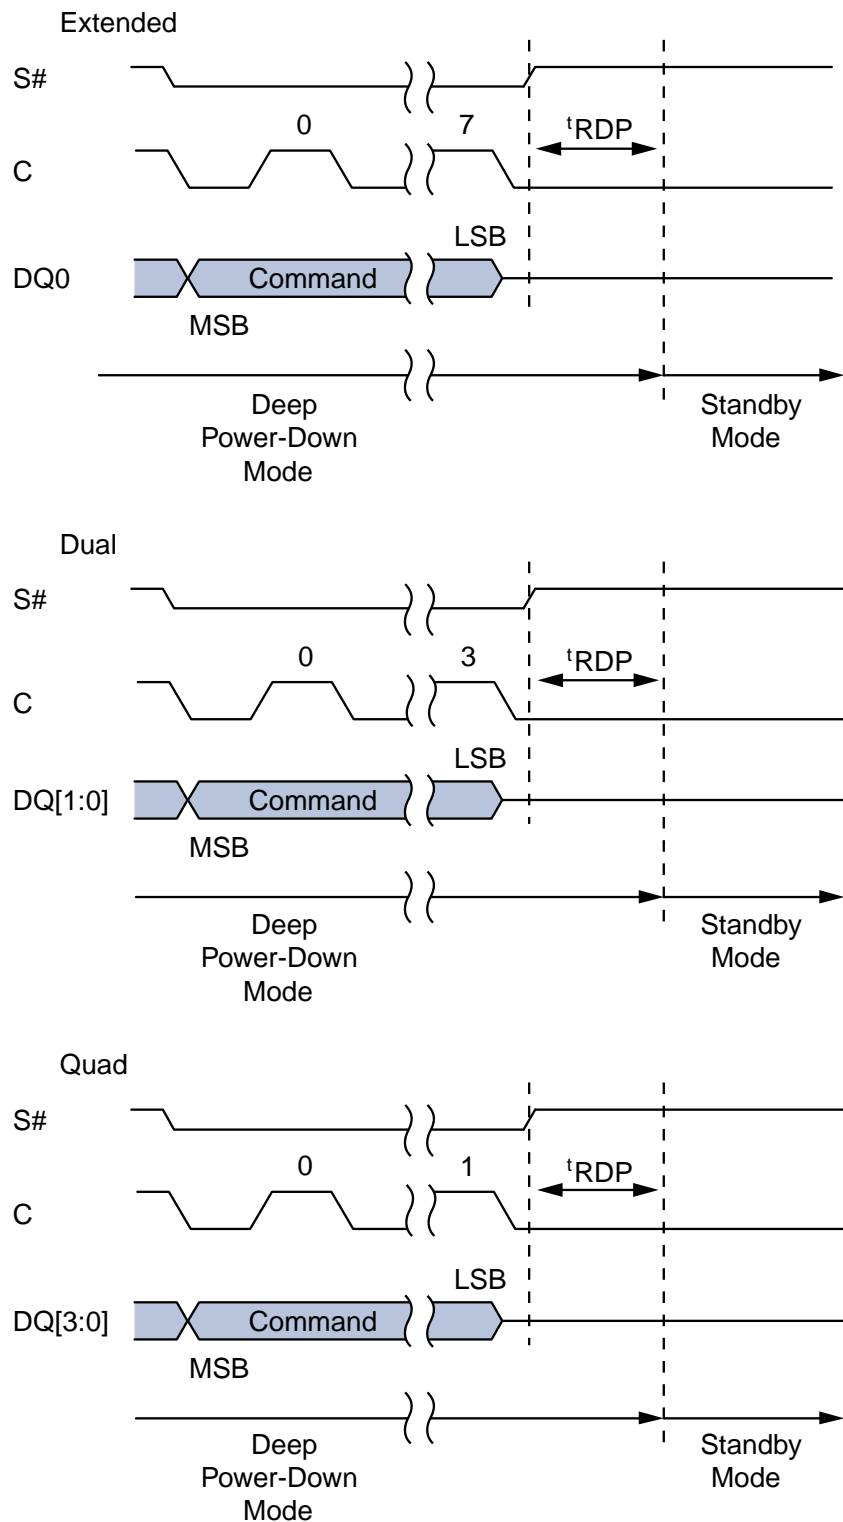 Extended
S#
0 7 tRDP
C
LSB
DQ0 Command
MSB
Deep
Power-Down
Mode
Standby
Mode
Dual
S#
0 3 tRDP
C
LSB
DQ[1:0] Command
MSB
Deep
Power-Down
Mode
Standby
Mode
Quad
S#
0 1 tRDP
C
LSB
DQ[3:0] Command
MSB
Deep
Power-Down
Mode
Standby
Mode